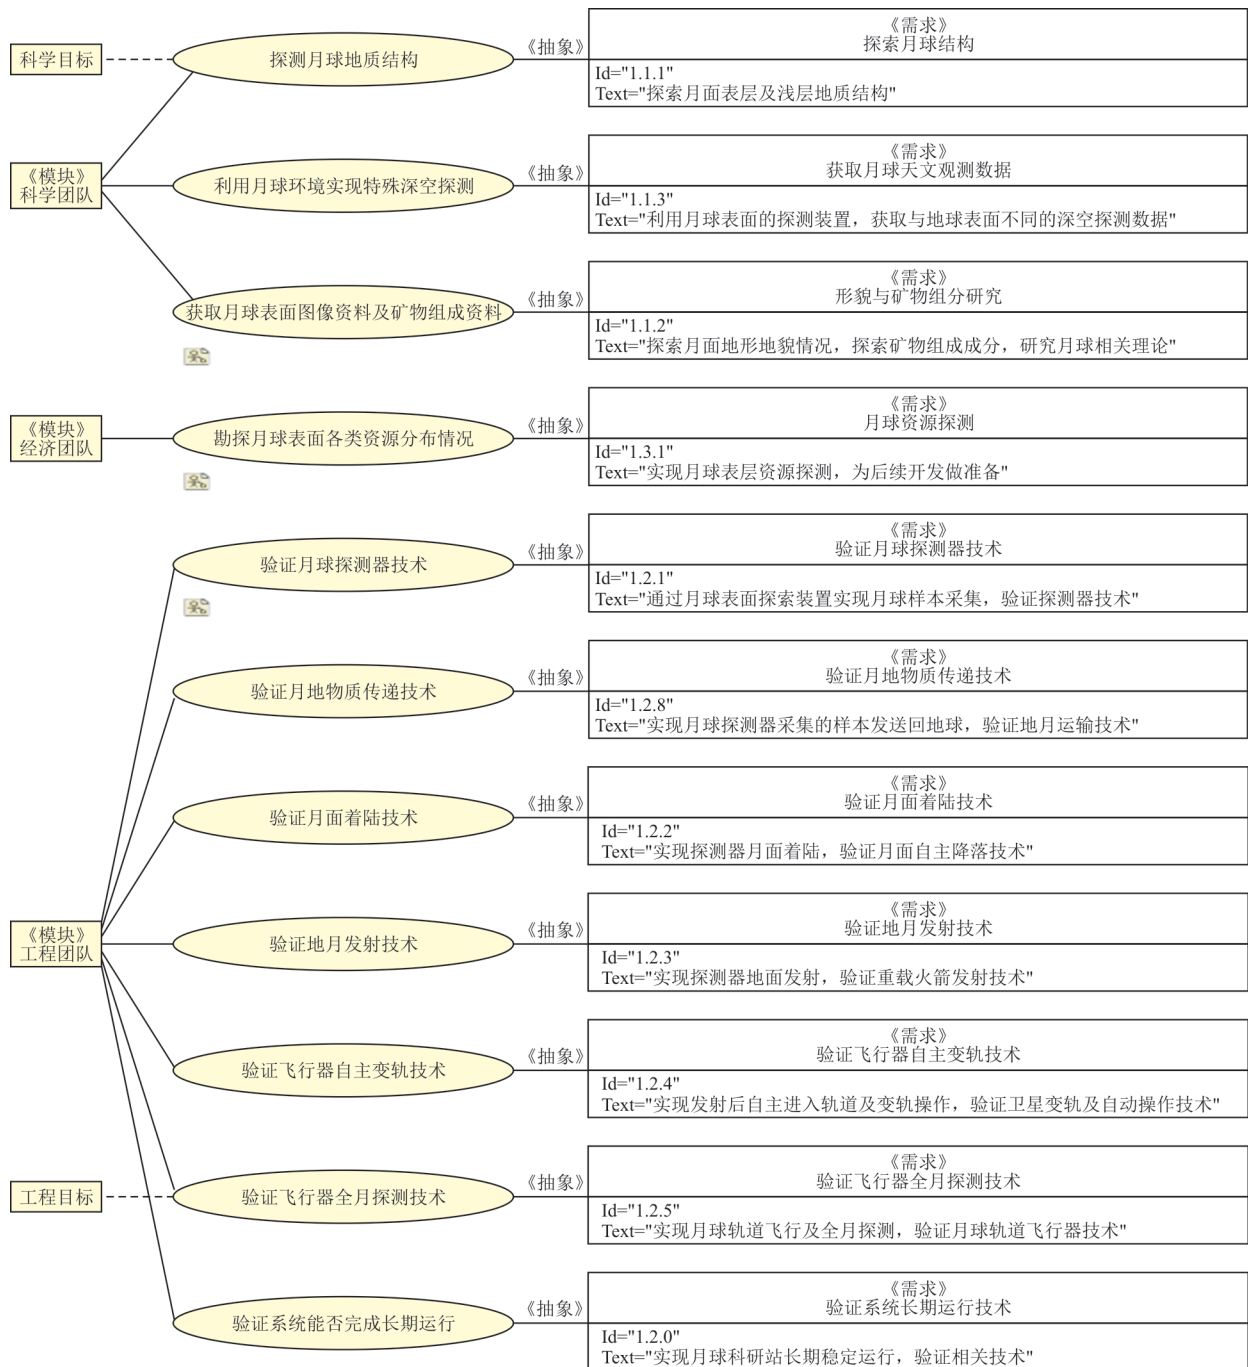 科学目标
探测月球地质结构
《抽象》
《需求》
探索月球结构
Id="1.1.1"
Text="探索月面表层及浅层地质结构"
《模块》
科学团队
利用月球环境实现特殊深空探测
《抽象》
《需求》
获取月球天文观测数据
Id="1.1.3"
Text="利用月球表面的探测装置，获取与地球表面不同的深空探测数据"
获取月球表面图像资料及矿物组成资料
《抽象》
《需求》
形貌与矿物组分研究
Id="1.1.2"
Text="探索月面地形地貌情况，探索矿物组成成分，研究月球相关理论"
《模块》
经济团队
勘探月球表面各类资源分布情况
《抽象》
《需求》
月球资源探测
Id="1.3.1"
Text="实现月球表层资源探测，为后续开发做准备"
验证月球探测器技术
《抽象》
《需求》
验证月球探测器技术
Id="1.2.1"
Text="通过月球表面探索装置实现月球样本采集，验证探测器技术"
验证月地物质传递技术
《抽象》
《需求》
验证月地物质传递技术
Id="1.2.8"
Text="实现月球探测器采集的样本发送回地球，验证地月运输技术"
验证月面着陆技术
《抽象》
《需求》
验证月面着陆技术
Id="1.2.2"
Text="实现探测器月面着陆，验证月面自主降落技术"
《模块》
工程团队
验证地月发射技术
《抽象》
《需求》
验证地月发射技术
Id="1.2.3"
Text="实现探测器地面发射，验证重载火箭发射技术"
验证飞行器自主变轨技术
《抽象》
《需求》
验证飞行器自主变轨技术
Id="1.2.4"
Text="实现发射后自主进入轨道及变轨操作，验证卫星变轨及自动操作技术"
工程目标
验证飞行器全月探测技术
《抽象》
《需求》
验证飞行器全月探测技术
Id="1.2.5"
Text="实现月球轨道飞行及全月探测，验证月球轨道飞行器技术"
验证系统能否完成长期运行
《抽象》
《需求》
验证系统长期运行技术
Id="1.2.0"
Text="实现月球科研站长期稳定运行，验证相关技术"